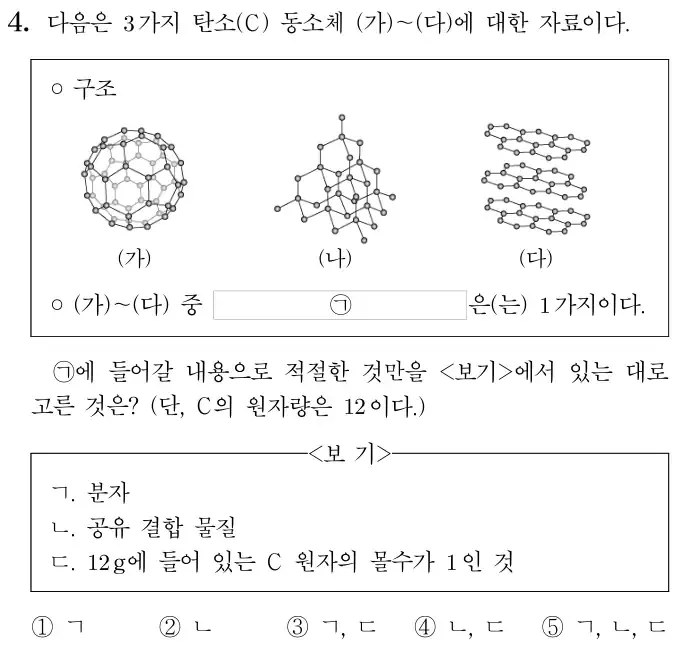 4. 다음은 3가지 탄소(C) 동소체 (가)~(다)에 대한 자료이다.
○ 구조
(가) (나) (다)
○ (가)~(다) 중 ㉠ 은(는) 1가지이다.
㉠에 들어갈 내용으로 적절한 것만을 <보기>에서 있는 대로
고른 것은? (단, C의 원자량은 12이다.)
<보 기>
ㄱ. 분자
ㄴ. 공유 결합 물질
ㄷ. 12g에 들어 있는 C 원자의 몰수가 1인 것
① ㄱ ② ㄴ ③ ㄱ, ㄷ ④ ㄴ, ㄷ ⑤ ㄱ, ㄴ, ㄷ